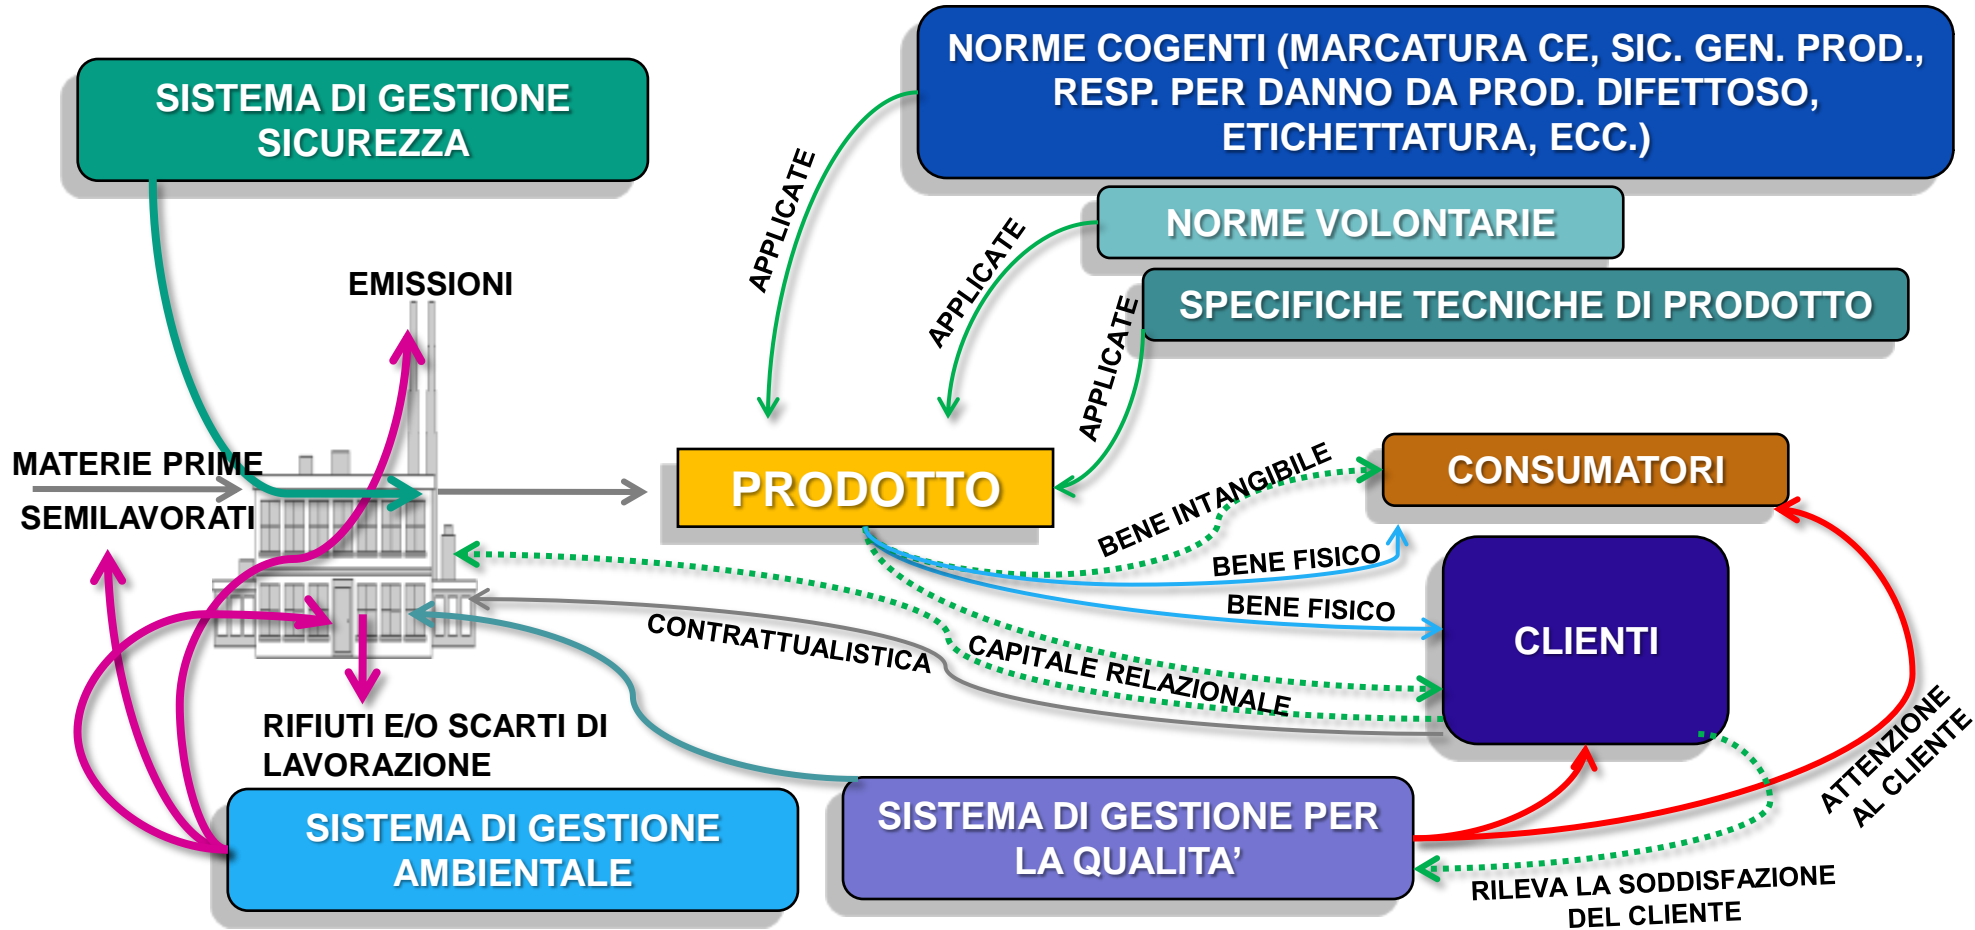 NORME COGENTI (MARCATURA CE, SIC. GEN. PROD.,
RESP. PER DANNO DA PROD. DIFETTOSO,
ETICHETTATURA, ECC.)
SISTEMA DI GESTIONE
SICUREZZA
NORME VOLONTARIE
SPECIFICHE TECNICHE DI PRODOTTO
APPLICATE
APPLICATE
APPLICATE
EMISSIONI
MATERIE PRIME
SEMILAVORATI
PRODOTTO
CONSUMATORI
BENE INTANGIBILE
BENE FISICO
BENE FISICO
CLIENTI
CONTRATTUALISTICA
CAPITALE RELAZIONALE
RIFIUTI E/O SCARTI DI
LAVORAZIONE
ATTENZIONE
AL CLIENTE
SISTEMA DI GESTIONE
AMBIENTALE
SISTEMA DI GESTIONE PER
LA QUALITA’
RILEVA LA SODDISFAZIONE
DEL CLIENTE